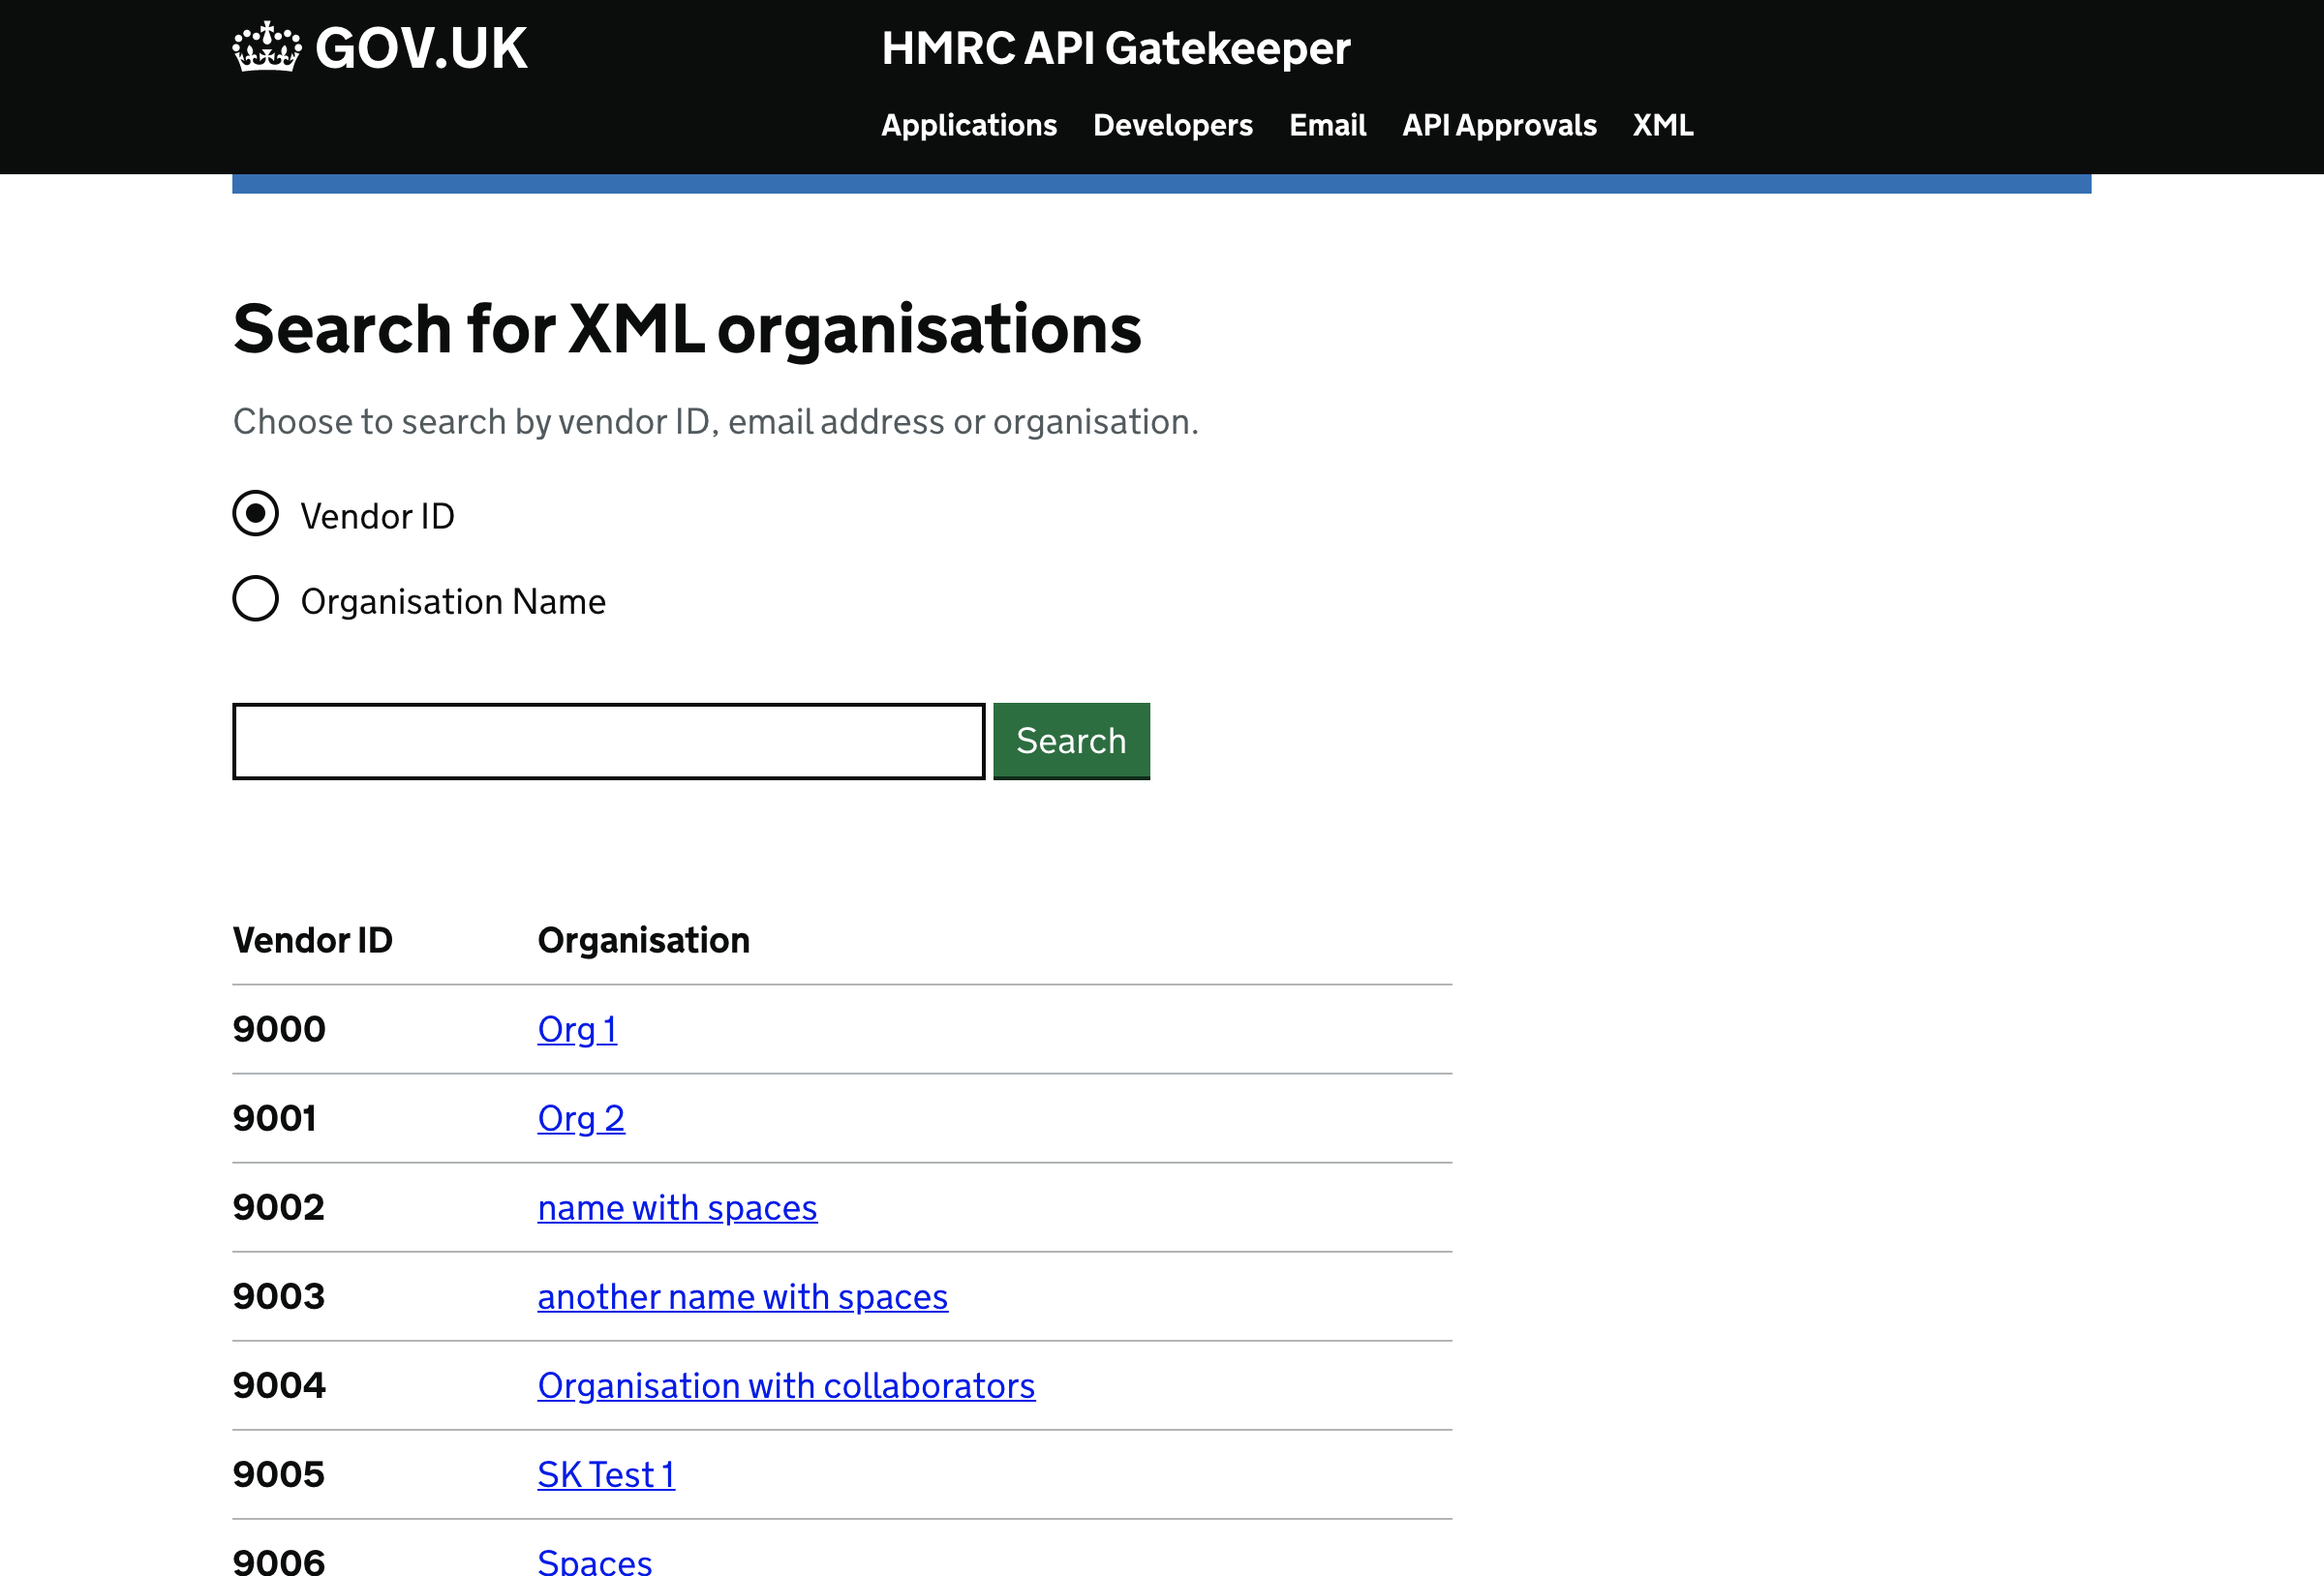 GOV.UK
HMRC API Gatekeeper
Applications Developers Email API Approvals XML
Search for XML organisations
Choose to search by vendor ID, email address or organisation.
Vendor ID
Organisation Name
Search
Vendor ID Organisation
9000 Org 1
9001 Org 2
9002 name with spaces
9003 another name with spaces
9004 Organisation with collaborators
9005 SK Test 1
9006 Spaces